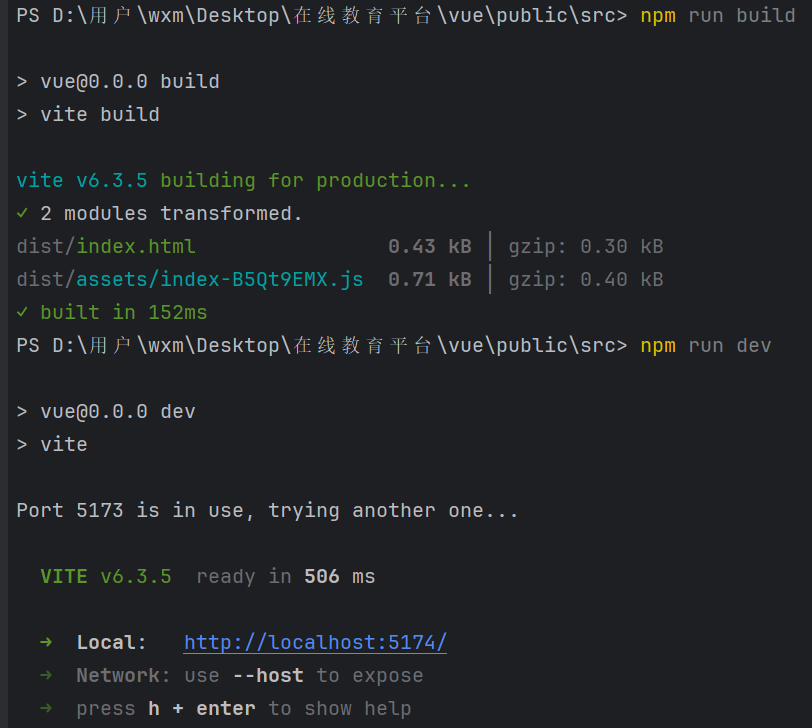 PS D:\用户\wxm\Desktop\在线教育平台\vue\public\src> npm run build
> vue@0.0.0 build
> vite build
vite v6.3.5 building for production...
✓ 2 modules transformed.
dist/index.html 0.43 kB │ gzip: 0.30 kB
dist/assets/index-B5Qt9EMX.js 0.71 kB │ gzip: 0.40 kB
✓ built in 152ms
PS D:\用户\wxm\Desktop\在线教育平台\vue\public\src> npm run dev
> vue@0.0.0 dev
> vite
Port 5173 is in use, trying another one...
VITE v6.3.5 ready in 506 ms
➜ Local: http://localhost:5174/
➜ Network: use --host to expose
➜ press h + enter to show help